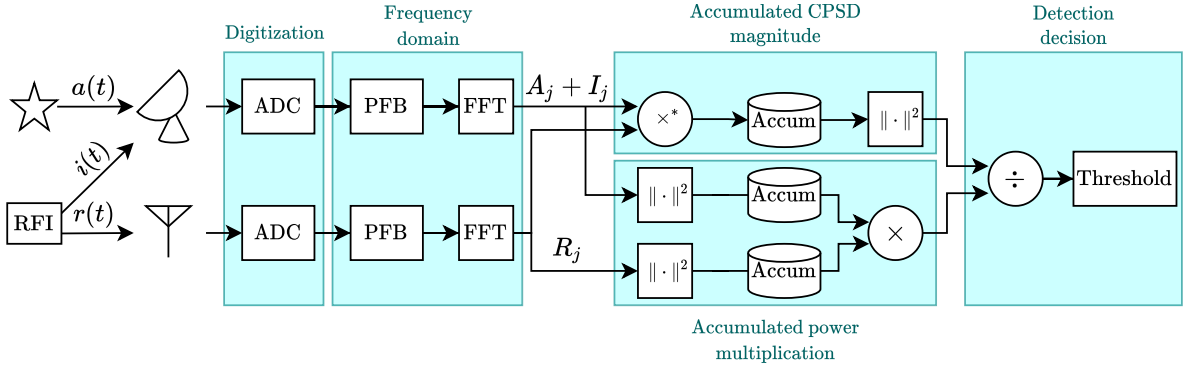 Digitization
Frequency
domain
Accumulated CPSD
magnitude
Detection
decision
a(t)
i(t)
RFI
r(t)
ADC
PFB
FFT
A_j + I_j
×*
Accum
‖ · ‖²
ADC
PFB
FFT
R_j
‖ · ‖²
Accum
‖ · ‖²
Accum
×
÷
Threshold
Accumulated power
multiplication